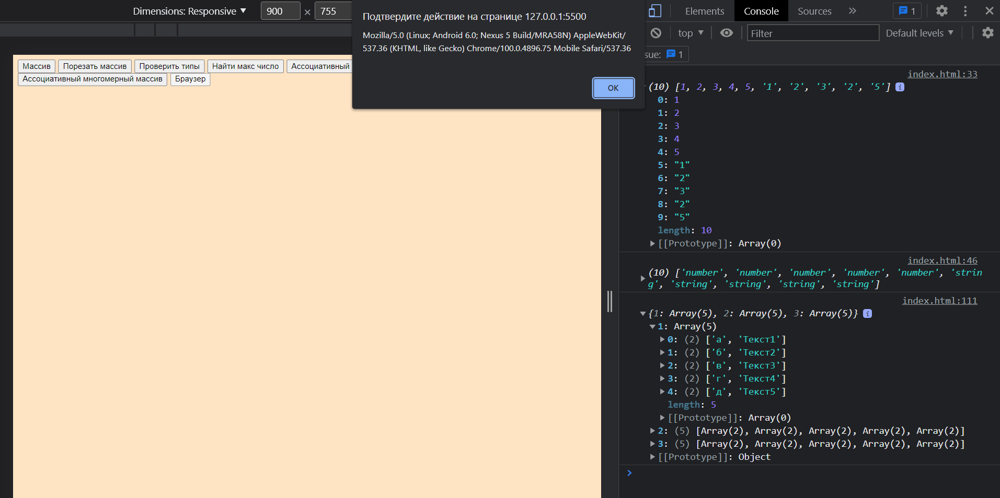 Dimensions: Responsive ▼ 900 × 755
Подтвердите действие на странице 127.0.0.1:5500
Mozilla/5.0 (Linux; Android 6.0; Nexus 5 Build/MRA58N) AppleWebKit/
537.36 (KHTML, like Gecko) Chrome/100.0.4896.75 Mobile Safari/537.36
OK
Массив Порезать массив Проверить типы Найти макс число Ассоциативный
Ассоциативный многомерный массив Браузер
Elements Console Sources » 1
top ▼ Filter Default levels ▼
sue: 1
index.html:33
(10) [1, 2, 3, 4, 5, '1', '2', '3', '2', '5'] i
0: 1
1: 2
2: 3
3: 4
4: 5
5: "1"
6: "2"
7: "3"
8: "2"
9: "5"
length: 10
[[Prototype]]: Array(0)
index.html:46
(10) ['number', 'number', 'number', 'number', 'number', 'strin
g', 'string', 'string', 'string', 'string']
index.html:111
{1: Array(5), 2: Array(5), 3: Array(5)} i
1: Array(5)
0: (2) ['а', 'Текст1']
1: (2) ['б', 'Текст2']
2: (2) ['в', 'Текст3']
3: (2) ['г', 'Текст4']
4: (2) ['д', 'Текст5']
length: 5
[[Prototype]]: Array(0)
2: (5) [Array(2), Array(2), Array(2), Array(2), Array(2)]
3: (5) [Array(2), Array(2), Array(2), Array(2), Array(2)]
[[Prototype]]: Object